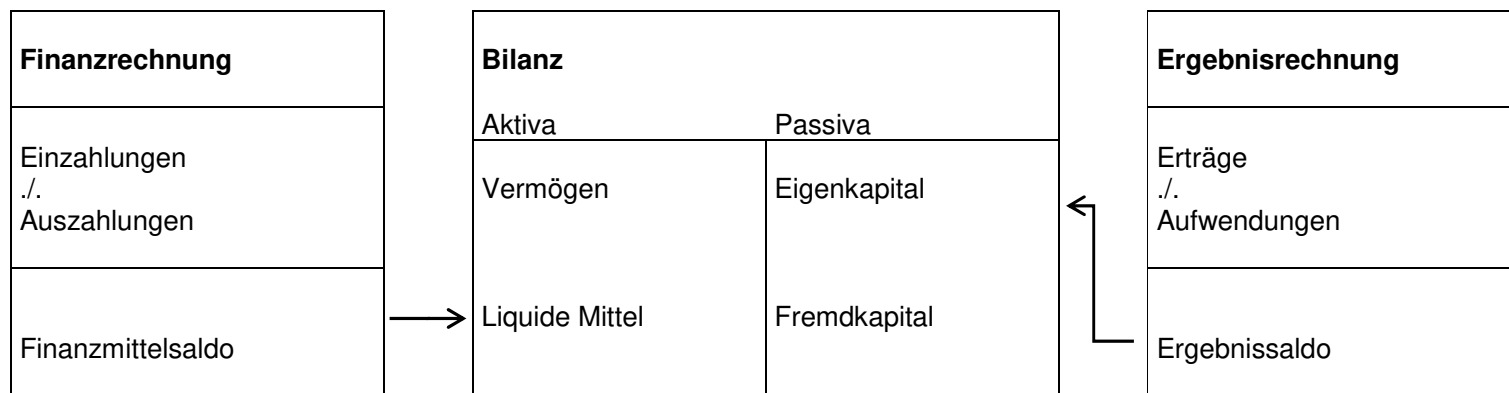 Finanzrechnung
Einzahlungen
./.
Auszahlungen
Finanzmittelsaldo
Bilanz
Aktiva Passiva
Vermögen Eigenkapital
Liquide Mittel Fremdkapital
Ergebnisrechnung
Erträge
./.
Aufwendungen
Ergebnissaldo